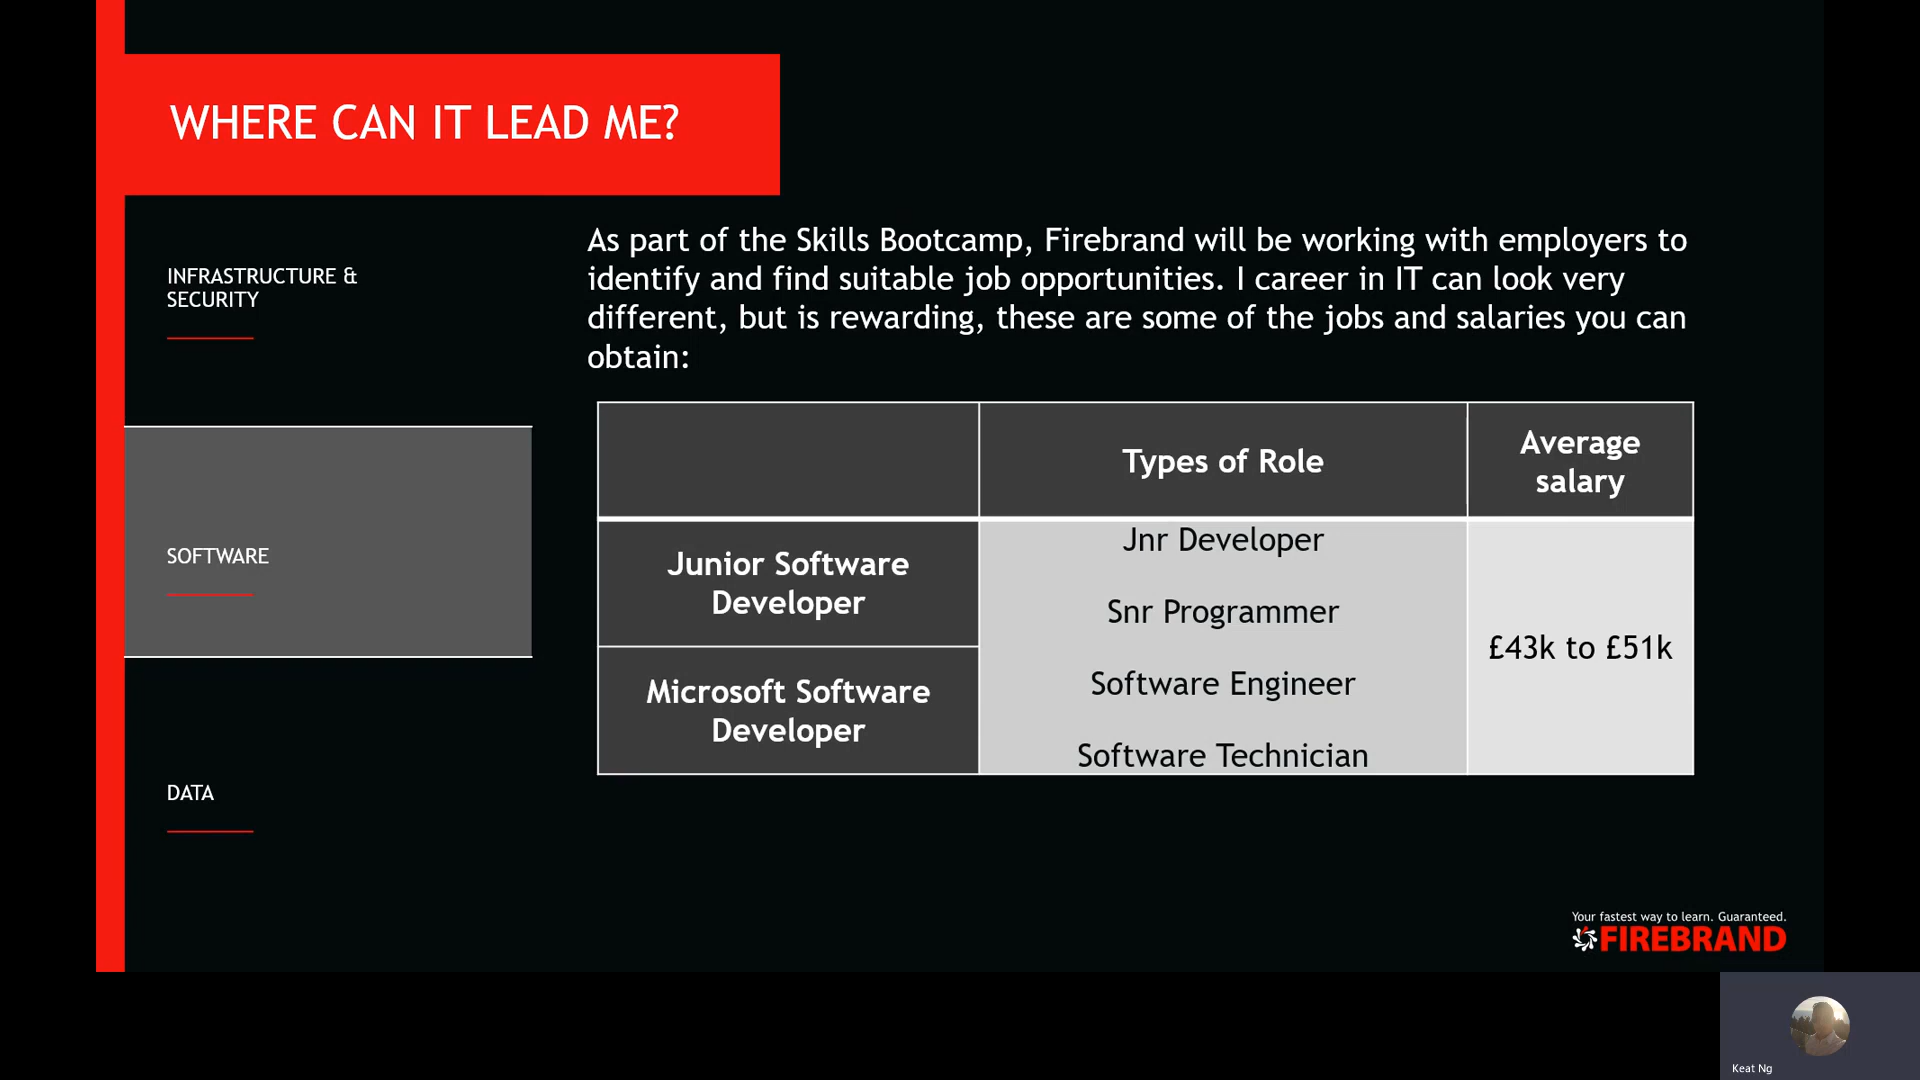 WHERE CAN IT LEAD ME?
INFRASTRUCTURE &
SECURITY
SOFTWARE
DATA
As part of the Skills Bootcamp, Firebrand will be working with employers to
identify and find suitable job opportunities. I career in IT can look very
different, but is rewarding, these are some of the jobs and salaries you can
obtain:
Types of Role
Average
salary
Junior Software
Developer
Microsoft Software
Developer
Jnr Developer
Snr Programmer
Software Engineer
Software Technician
£43k to £51k
Your fastest way to learn. Guaranteed.
FIREBRAND
Keat Ng